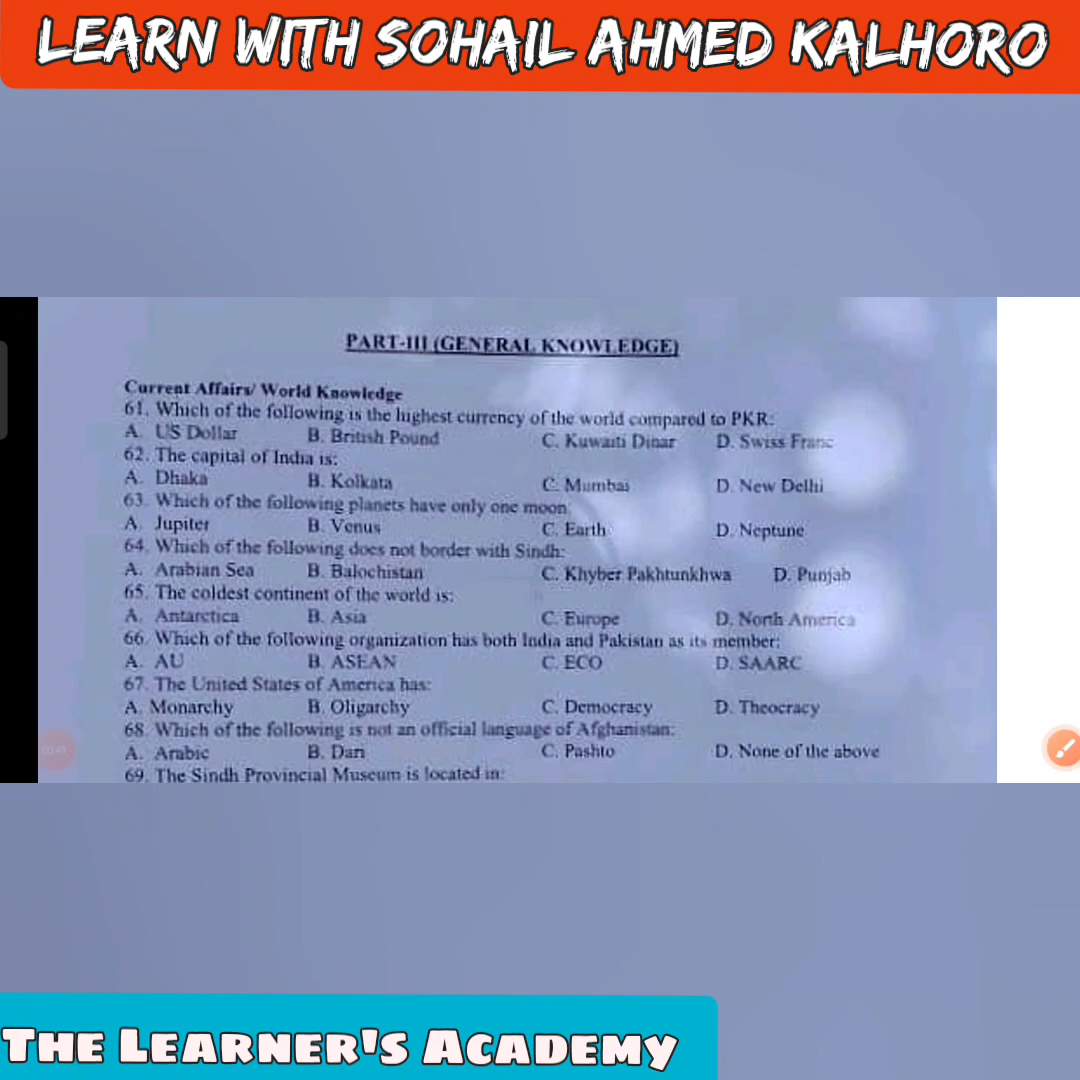 LEARN WITH SOHAIL AHMED KALHORO
PART-III (GENERAL KNOWLEDGE)
Current Affairs/ World Knowledge
61. Which of the following is the highest currency of the world compared to PKR:
A. US Dollar B. British Pound C. Kuwaiti Dinar D. Swiss Franc
62. The capital of India is:
A. Dhaka B. Kolkata C. Mumbai D. New Delhi
63. Which of the following planets have only one moon:
A. Jupiter B. Venus C. Earth D. Neptune
64. Which of the following does not border with Sindh:
A. Arabian Sea B. Balochistan C. Khyber Pakhtunkhwa D. Punjab
65. The coldest continent of the world is:
A. Antarctica B. Asia C. Europe D. North America
66. Which of the following organization has both India and Pakistan as its member:
A. AU B. ASEAN C. ECO D. SAARC
67. The United States of America has:
A. Monarchy B. Oligarchy C. Democracy D. Theocracy
68. Which of the following is not an official language of Afghanistan:
A. Arabic B. Dari C. Pashto D. None of the above
69. The Sindh Provincial Museum is located in:
THE LEARNER'S ACADEMY